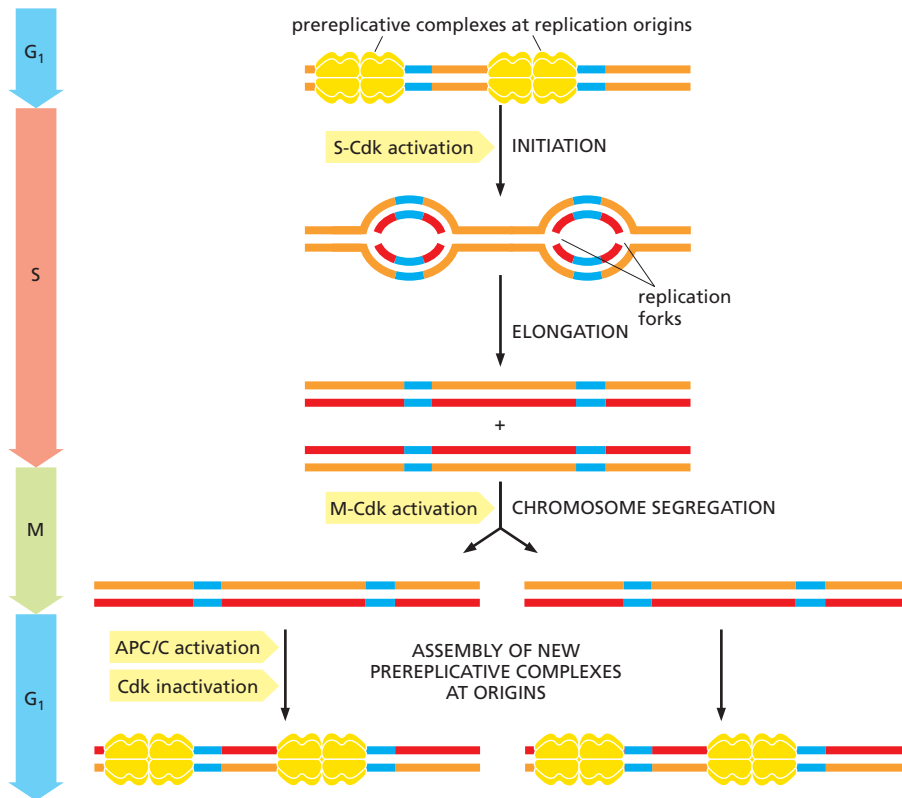 prereplicative complexes at replication origins
G1
S-Cdk activation
INITIATION
S
replication
forks
ELONGATION
+
M-Cdk activation
CHROMOSOME SEGREGATION
M
APC/C activation
Cdk inactivation
ASSEMBLY OF NEW
PREREPLICATIVE COMPLEXES
AT ORIGINS
G1